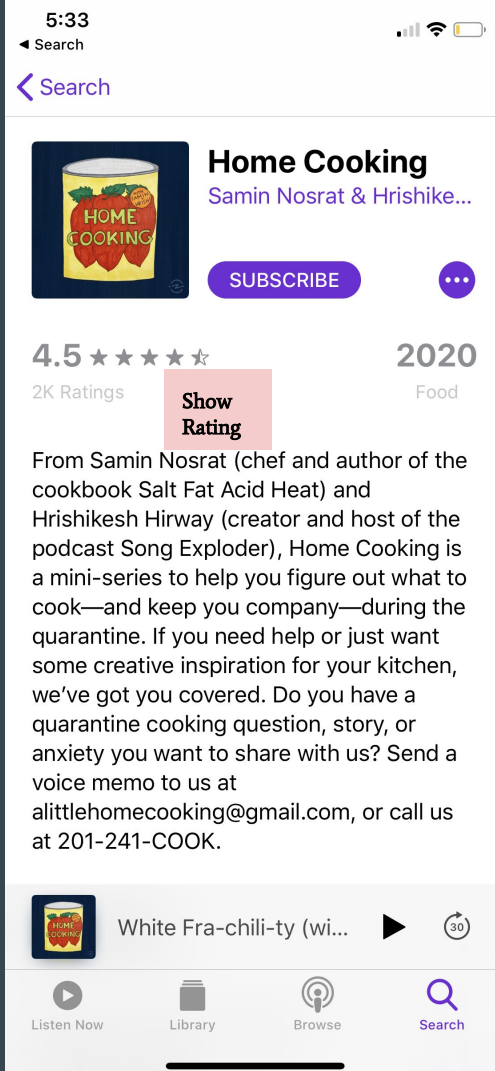 5:33
◀ Search
Search
HOME
COOKING
Home Cooking
Samin Nosrat & Hrishike...
SUBSCRIBE
4.5
2020
2K Ratings
Food
Show
Rating
From Samin Nosrat (chef and author of the
cookbook Salt Fat Acid Heat) and
Hrishikesh Hirway (creator and host of the
podcast Song Exploder), Home Cooking is
a mini-series to help you figure out what to
cook—and keep you company—during the
quarantine. If you need help or just want
some creative inspiration for your kitchen,
we’ve got you covered. Do you have a
quarantine cooking question, story, or
anxiety you want to share with us? Send a
voice memo to us at
alittlehomecooking@gmail.com, or call us
at 201-241-COOK.
HOME
COOKING
White Fra-chili-ty (wi...
30
Listen Now
Library
Browse
Search